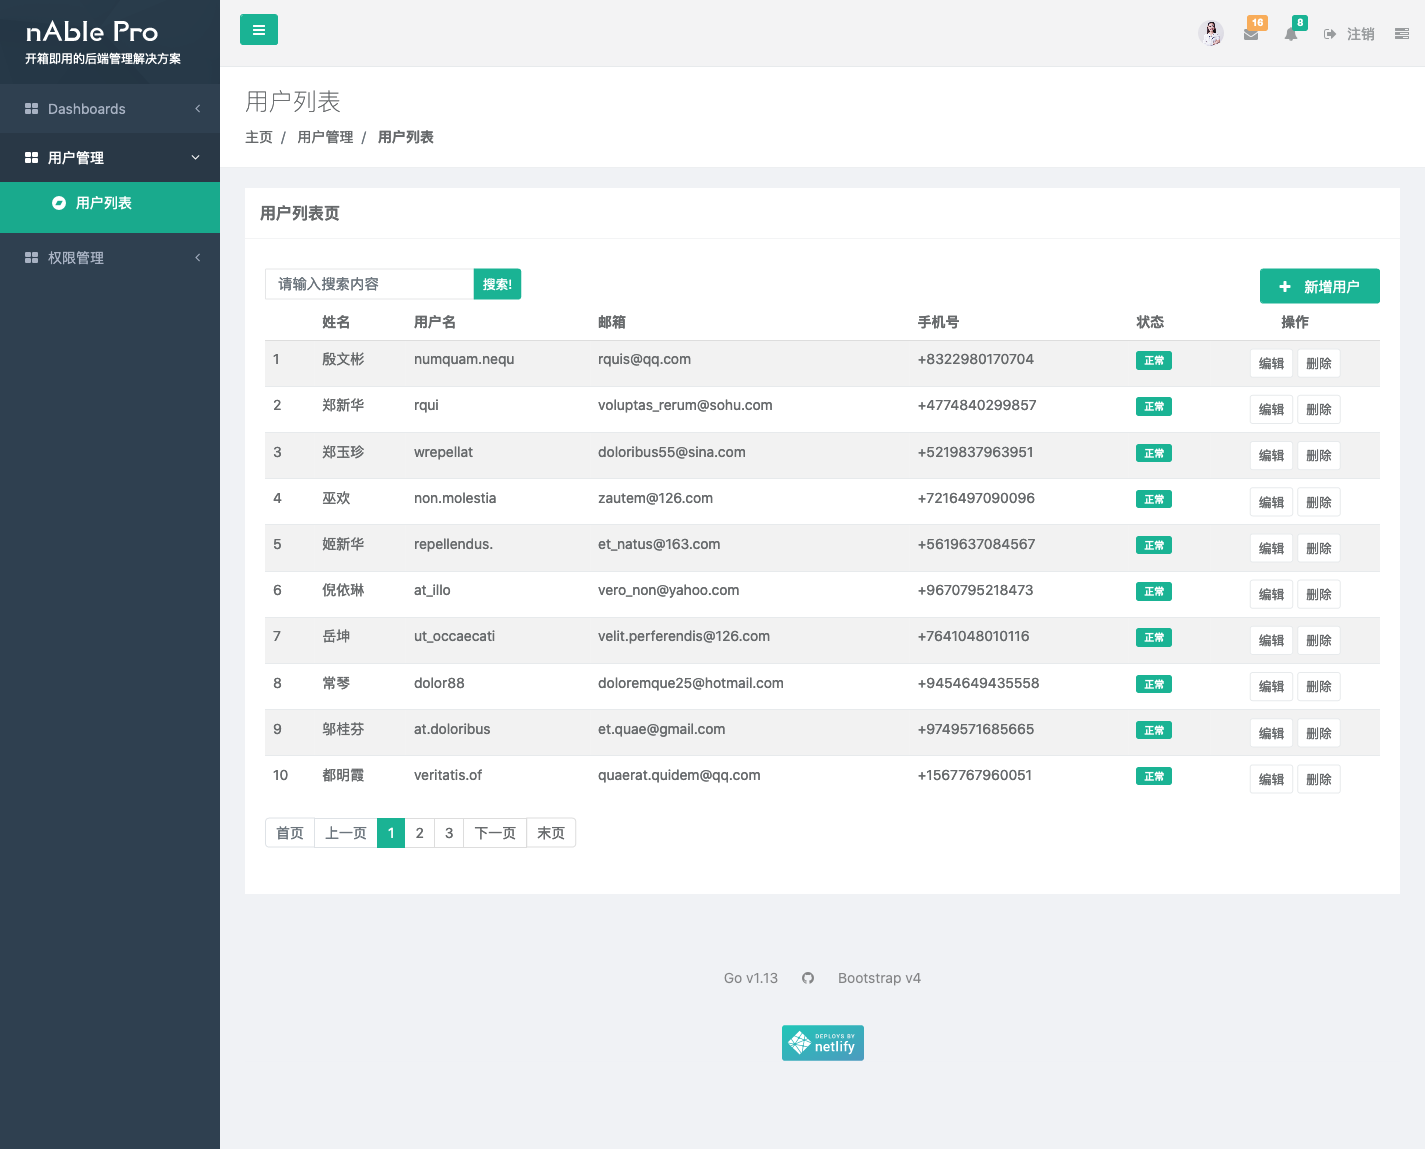 nAble Pro
开箱即用的后端管理解决方案
16
8
注销
Dashboards
用户管理
用户列表
权限管理
用户列表
主页 / 用户管理 / 用户列表
用户列表页
请输入搜索内容 搜索!
新增用户
姓名 用户名 邮箱 手机号 状态 操作
1 殷文彬 numquam.nequ rquis@qq.com +8322980170704 正常 编辑 删除
2 郑新华 rqui voluptas_rerum@sohu.com +4774840299857 正常 编辑 删除
3 郑玉珍 wrepellat doloribus55@sina.com +5219837963951 正常 编辑 删除
4 巫欢 non.molestia zautem@126.com +7216497090096 正常 编辑 删除
5 姬新华 repellendus. et_natus@163.com +5619637084567 正常 编辑 删除
6 倪依琳 at_illo vero_non@yahoo.com +9670795218473 正常 编辑 删除
7 岳坤 ut_occaecati velit.perferendis@126.com +7641048010116 正常 编辑 删除
8 常琴 dolor88 doloremque25@hotmail.com +9454649435558 正常 编辑 删除
9 邬桂芬 at.doloribus et.quae@gmail.com +9749571685665 正常 编辑 删除
10 都明霞 veritatis.of quaerat.quidem@qq.com +1567767960051 正常 编辑 删除
首页 上一页 1 2 3 下一页 末页
Go v1.13 Bootstrap v4
DEPLOYS BY
netlify